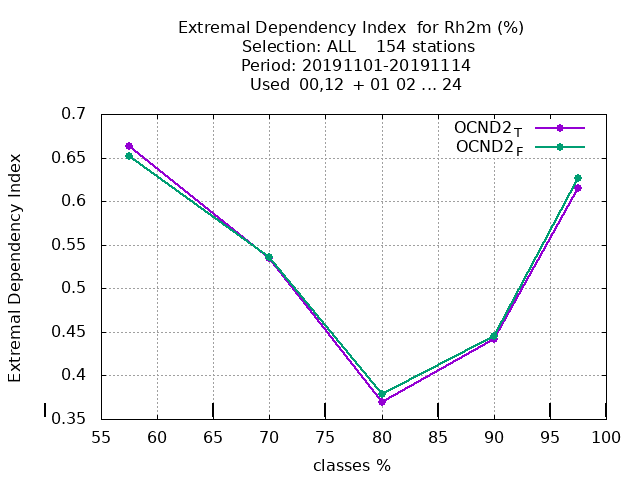 Extremal Dependency Index  for Rh2m (%)
Selection: ALL    154 stations
Period: 20191101-20191114
Used  00,12  + 01 02 ... 24
OCND2_T
OCND2_F
Extremal Dependency Index
0.7
0.65
0.6
0.55
0.5
0.45
0.4
0.35
55 60 65 70 75 80 85 90 95 100
classes %